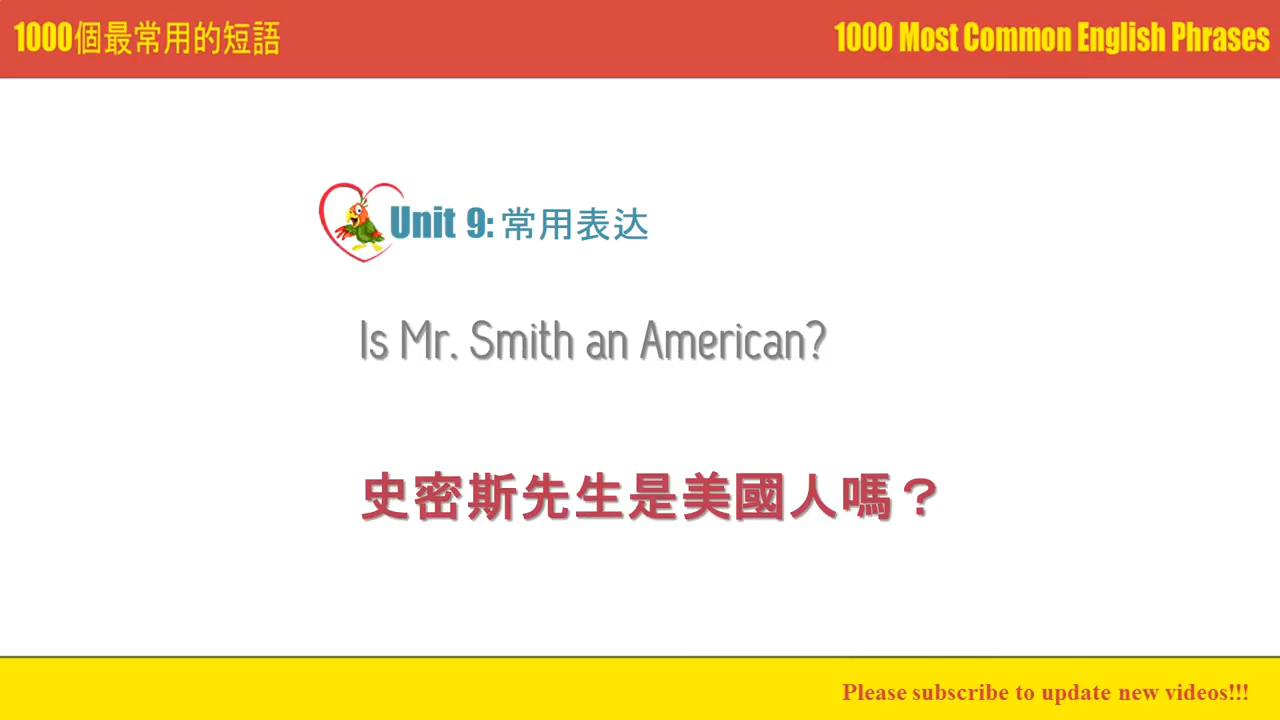 1000個最常用的短語
1000 Most Common English Phrases
Unit 9: 常用表达
Is Mr. Smith an American?
史密斯先生是美國人嗎？
Please subscribe to update new videos!!!